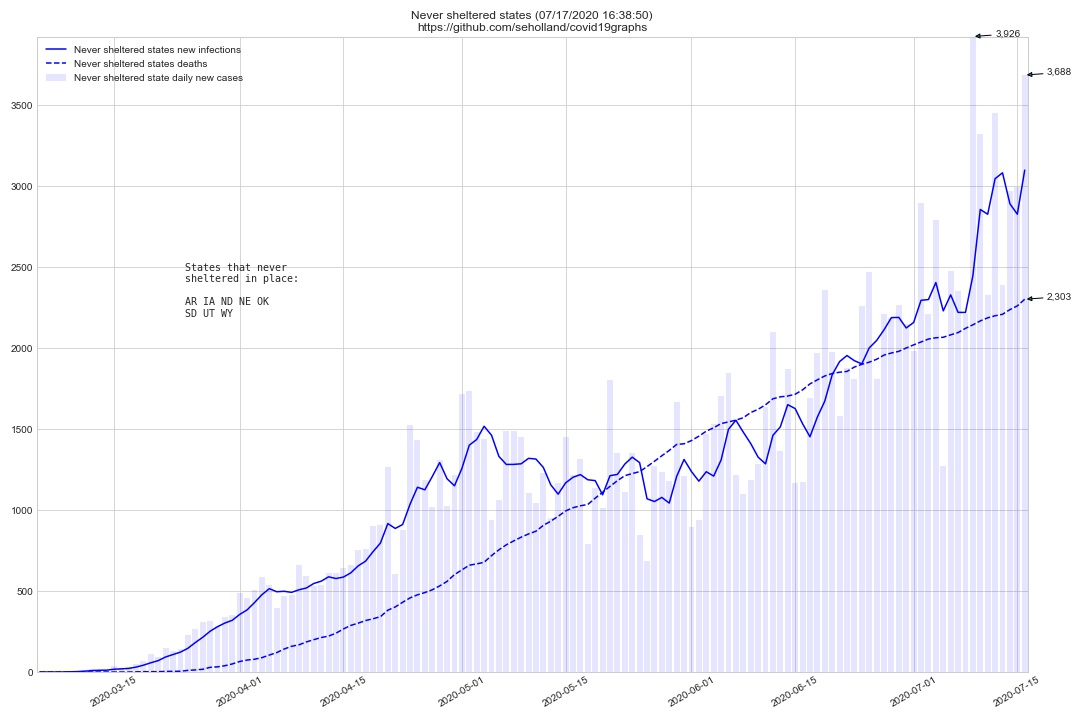 Never sheltered states (07/17/2020 16:38:50)
https://github.com/seholland/covid19graphs
3,926
Never sheltered states new infections
Never sheltered states deaths
Never sheltered state daily new cases
3,688
3500
3000
2500
States that never
sheltered in place:
AR IA ND NE OK
SD UT WY
2,303
2000
1500
1000
500
0
2020-03-15
2020-04-01
2020-04-15
2020-05-01
2020-05-15
2020-06-01
2020-06-15
2020-07-01
2020-07-15